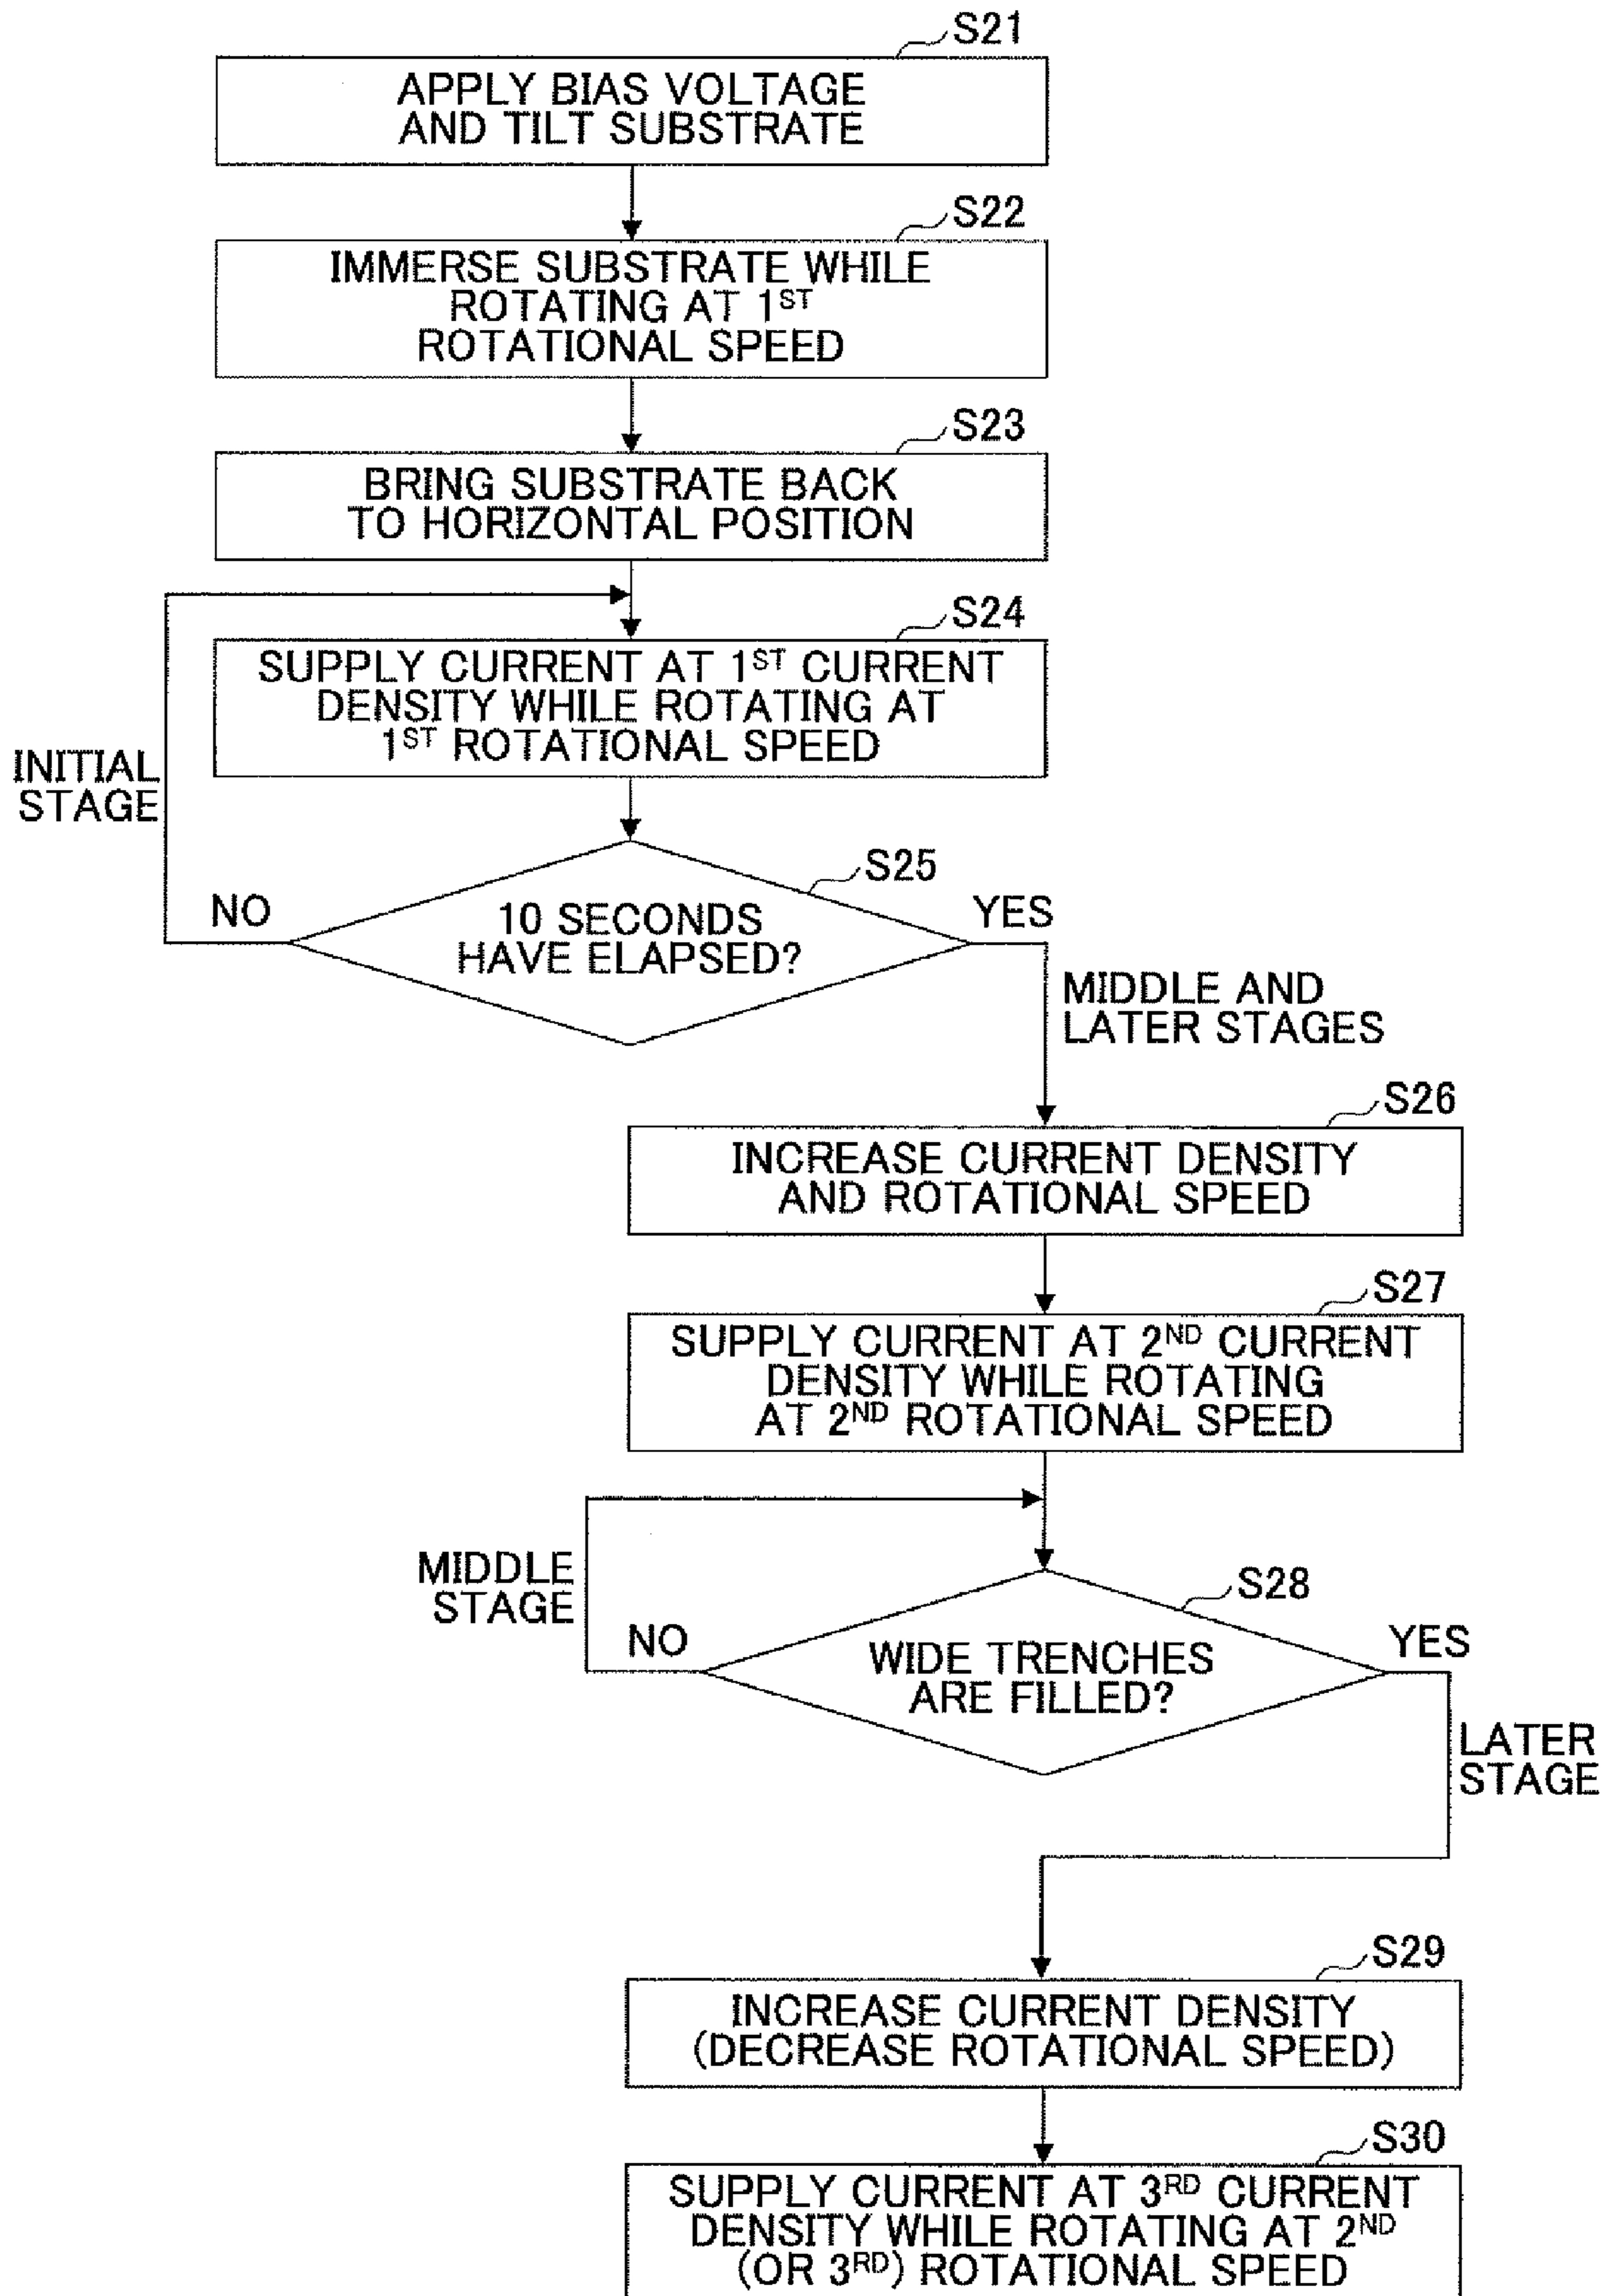 S21
APPLY BIAS VOLTAGE
AND TILT SUBSTRATE
S22
IMMERSE SUBSTRATE WHILE
ROTATING AT 1ST
ROTATIONAL SPEED
S23
BRING SUBSTRATE BACK
TO HORIZONTAL POSITION
S24
SUPPLY CURRENT AT 1ST CURRENT
DENSITY WHILE ROTATING AT
1ST ROTATIONAL SPEED
INITIAL
STAGE
S25
NO
10 SECONDS
HAVE ELAPSED?
YES
MIDDLE AND
LATER STAGES
S26
INCREASE CURRENT DENSITY
AND ROTATIONAL SPEED
S27
SUPPLY CURRENT AT 2ND CURRENT
DENSITY WHILE ROTATING
AT 2ND ROTATIONAL SPEED
MIDDLE
STAGE
S28
NO
WIDE TRENCHES
ARE FILLED?
YES
LATER
STAGE
S29
INCREASE CURRENT DENSITY
(DECREASE ROTATIONAL SPEED)
S30
SUPPLY CURRENT AT 3RD CURRENT
DENSITY WHILE ROTATING AT 2ND
(OR 3RD) ROTATIONAL SPEED